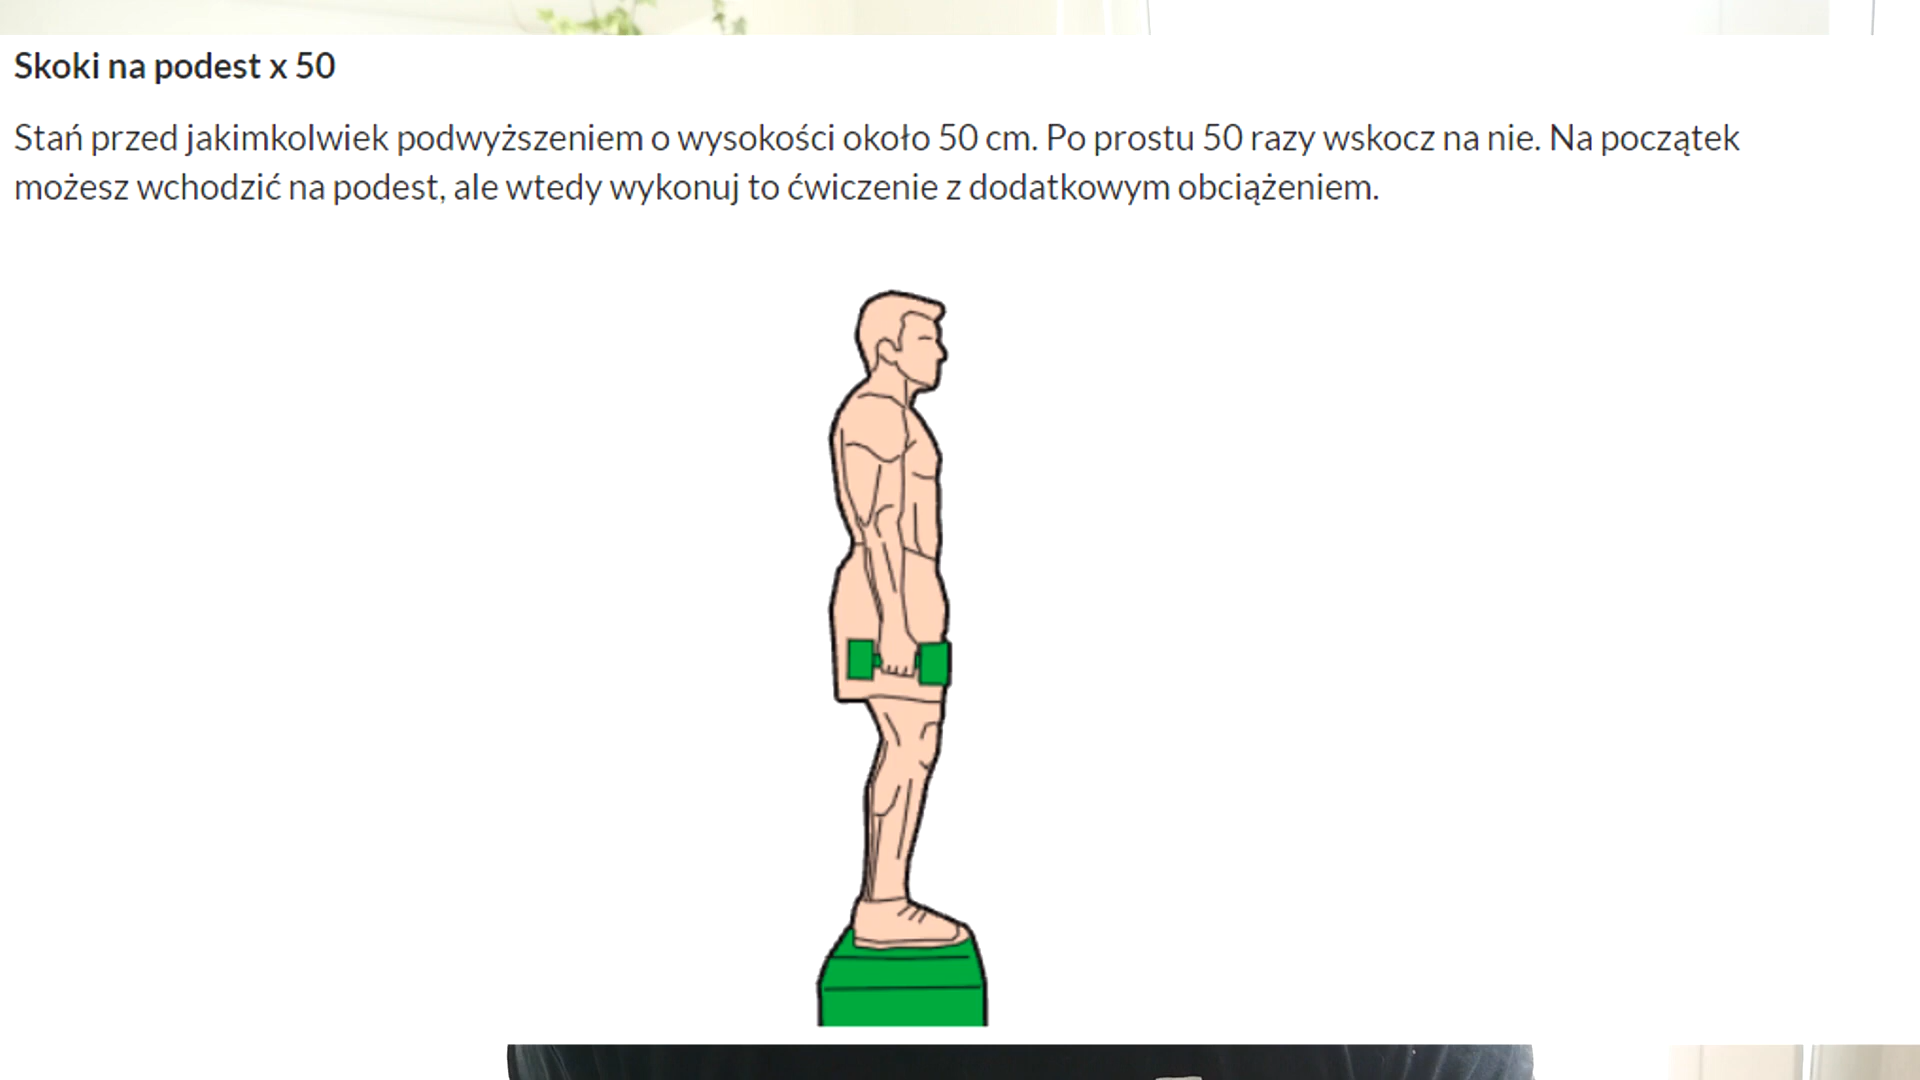 Skoki na podest x 50
Stań przed jakimkolwiek podwyższeniem o wysokości około 50 cm. Po prostu 50 razy wskocz na nie. Na początek
możesz wchodzić na podest, ale wtedy wykonuj to ćwiczenie z dodatkowym obciążeniem.